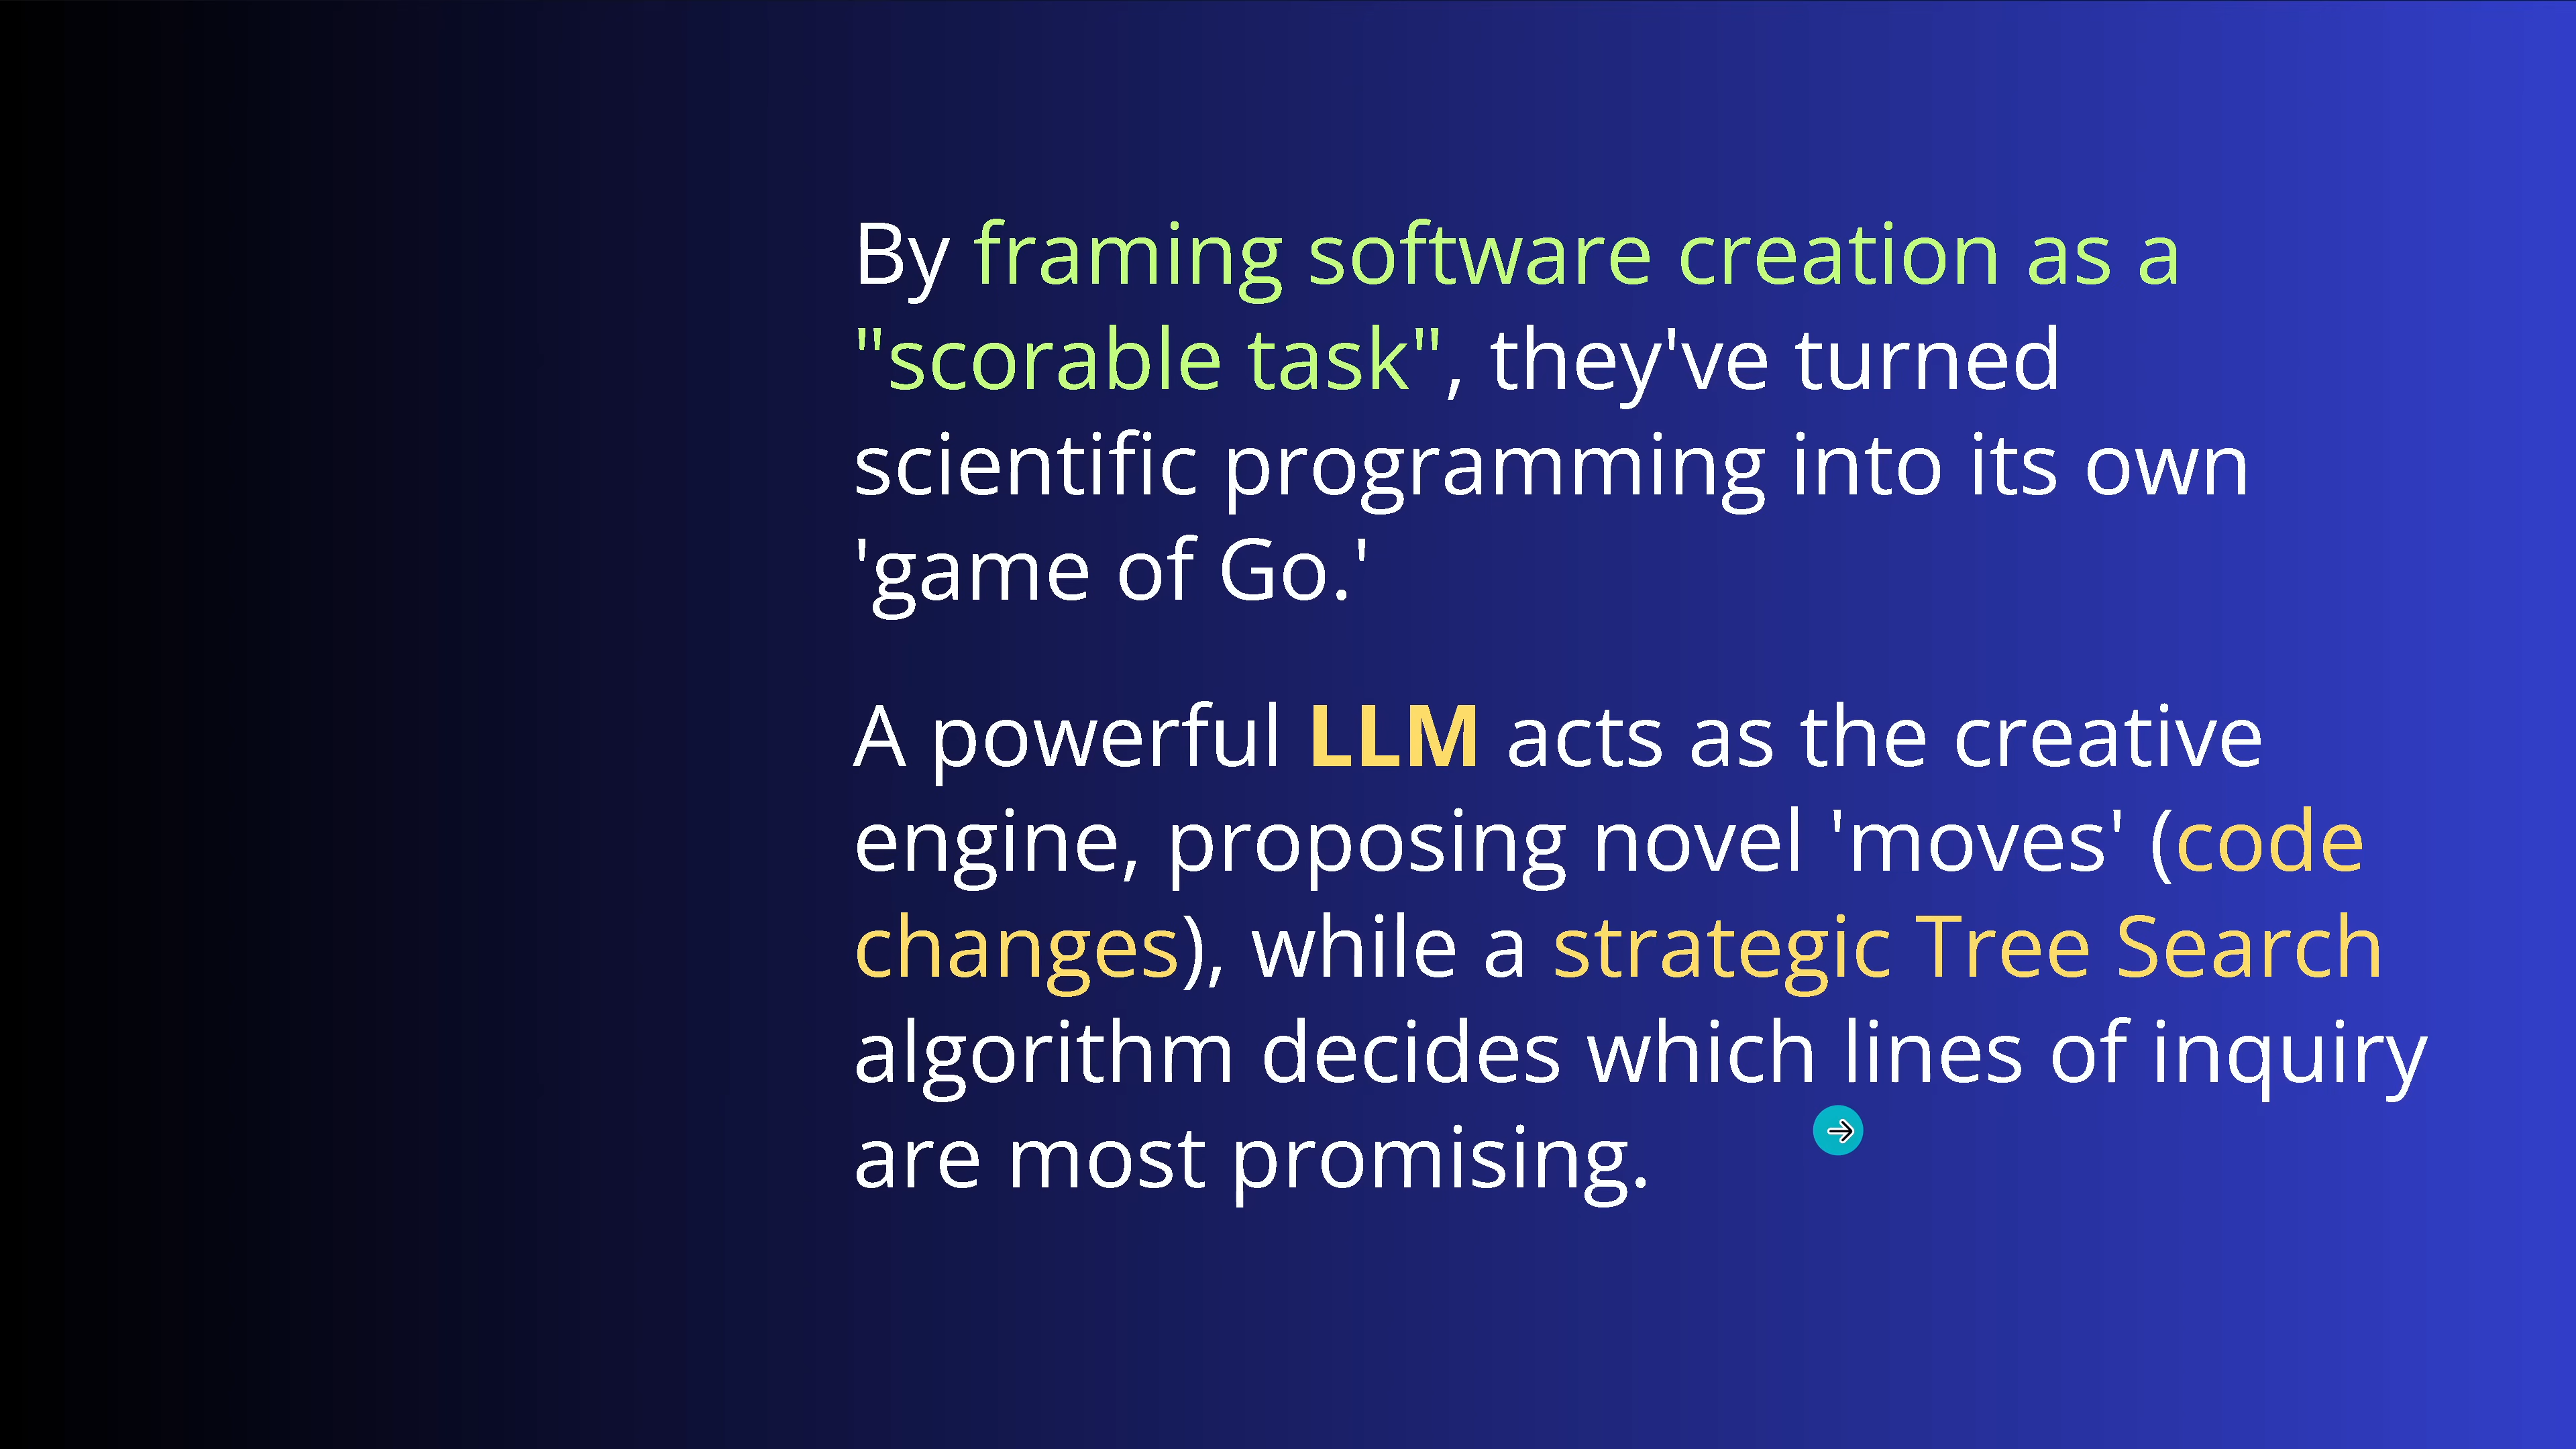 By framing software creation as a
"scorable task", they've turned
scientific programming into its own
'game of Go.'
A powerful LLM acts as the creative
engine, proposing novel 'moves' (code
changes), while a strategic Tree Search
algorithm decides which lines of inquiry
are most promising.